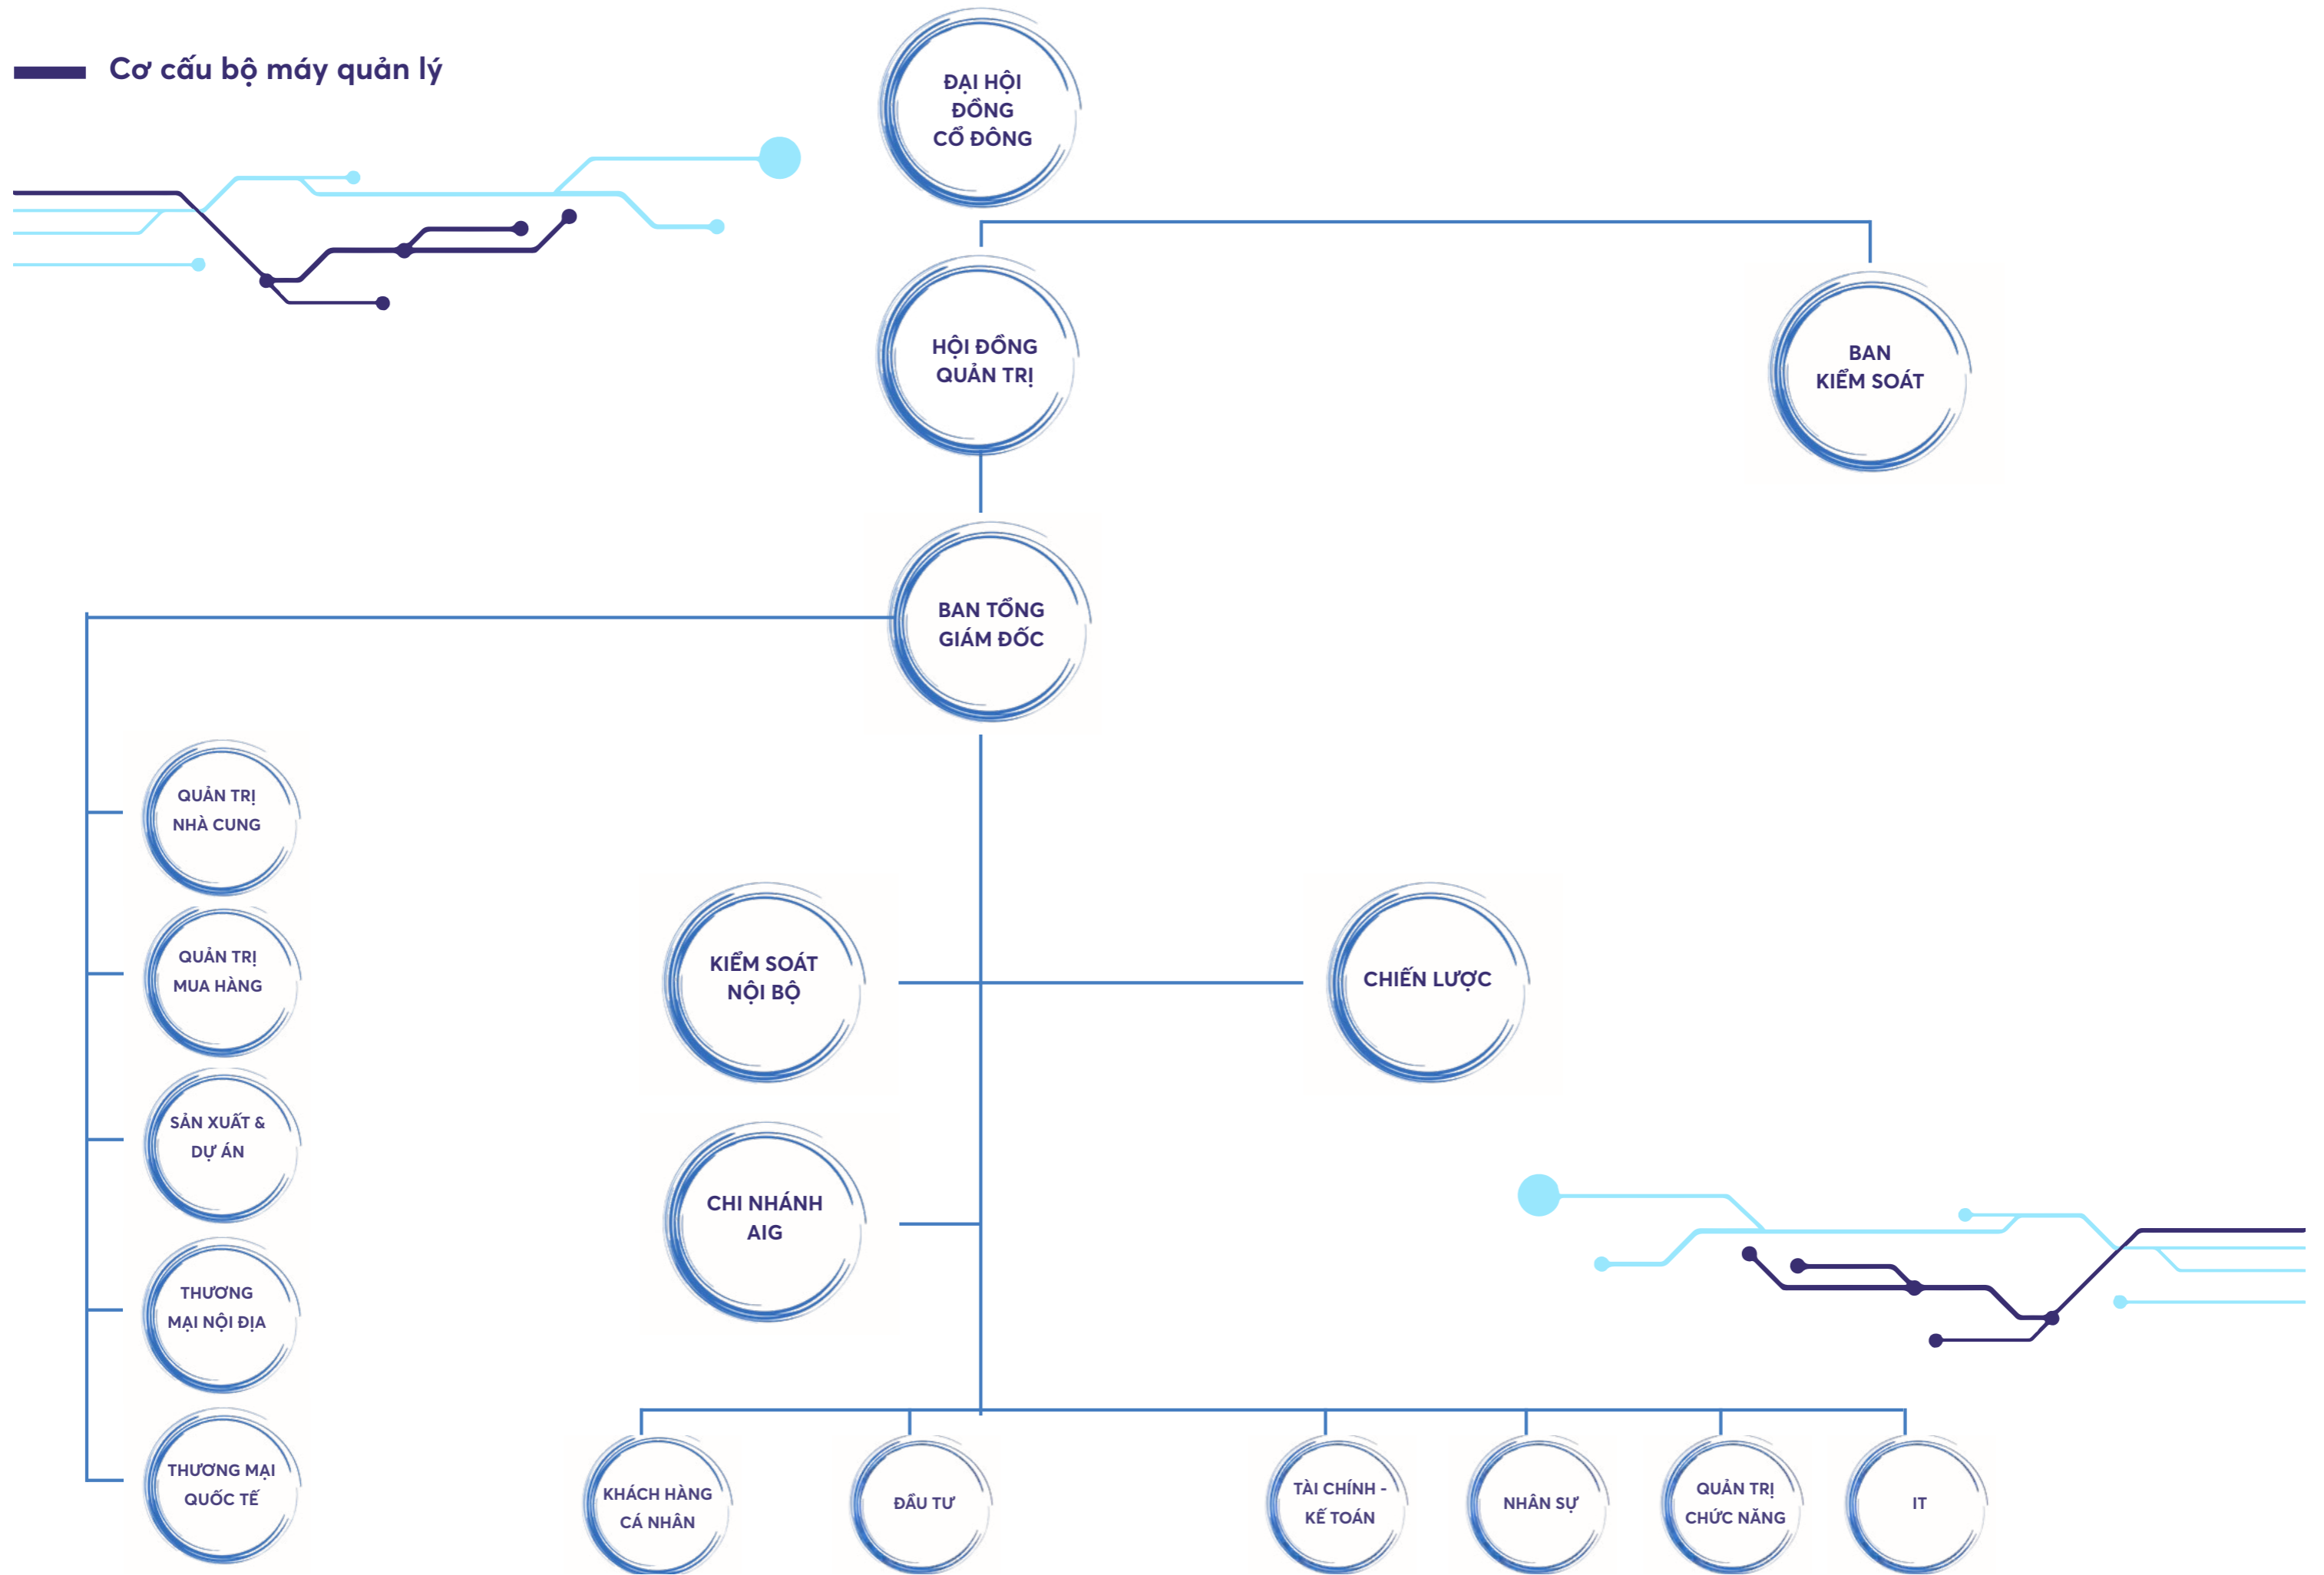 Cơ cấu bộ máy quản lý
ĐẠI HỘI
ĐỒNG
CỔ ĐÔNG
HỘI ĐỒNG
QUẢN TRỊ
BAN
KIỂM SOÁT
BAN TỔNG
GIÁM ĐỐC
QUẢN TRỊ
NHÀ CUNG
QUẢN TRỊ
MUA HÀNG
SẢN XUẤT &
DỰ ÁN
THƯƠNG
MẠI NỘI ĐỊA
THƯƠNG MẠI
QUỐC TẾ
KIỂM SOÁT
NỘI BỘ
CHIẾN LƯỢC
CHI NHÁNH
AIG
KHÁCH HÀNG
CÁ NHÂN
ĐẦU TƯ
TÀI CHÍNH -
KẾ TOÁN
NHÂN SỰ
QUẢN TRỊ
CHỨC NĂNG
IT